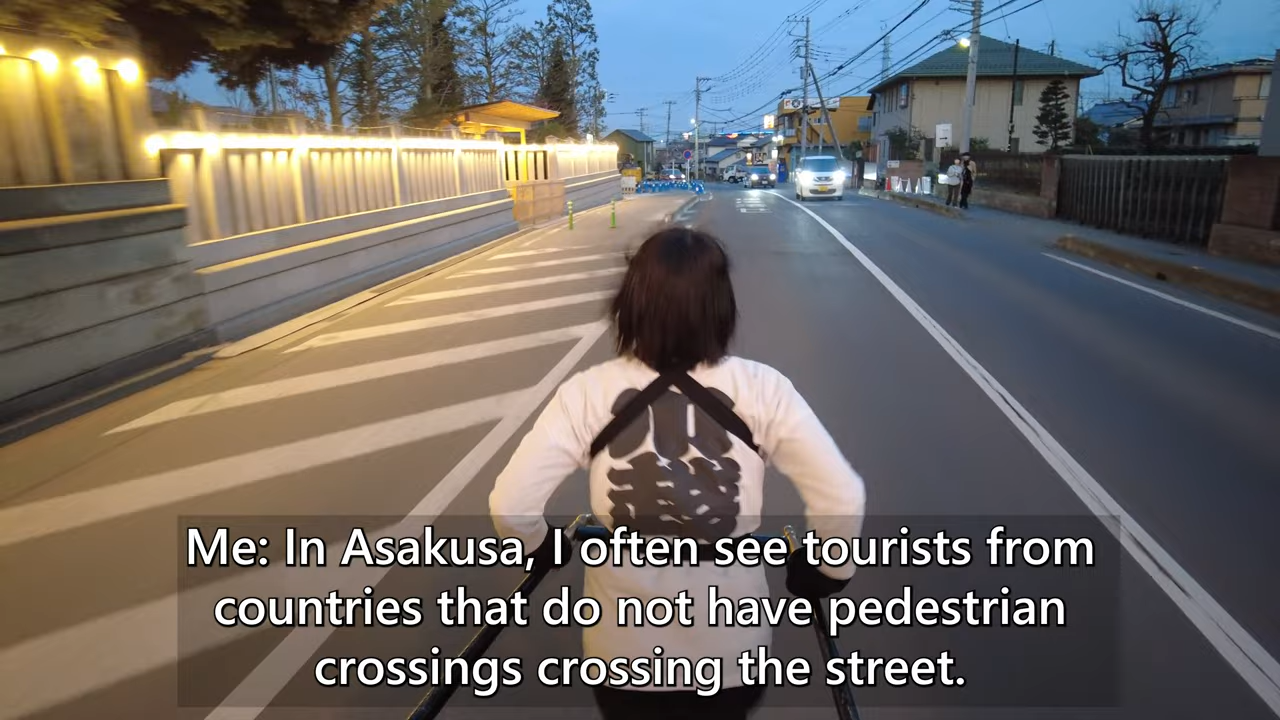 Me: In Asakusa, I often see tourists from
countries that do not have pedestrian
crossings crossing the street.